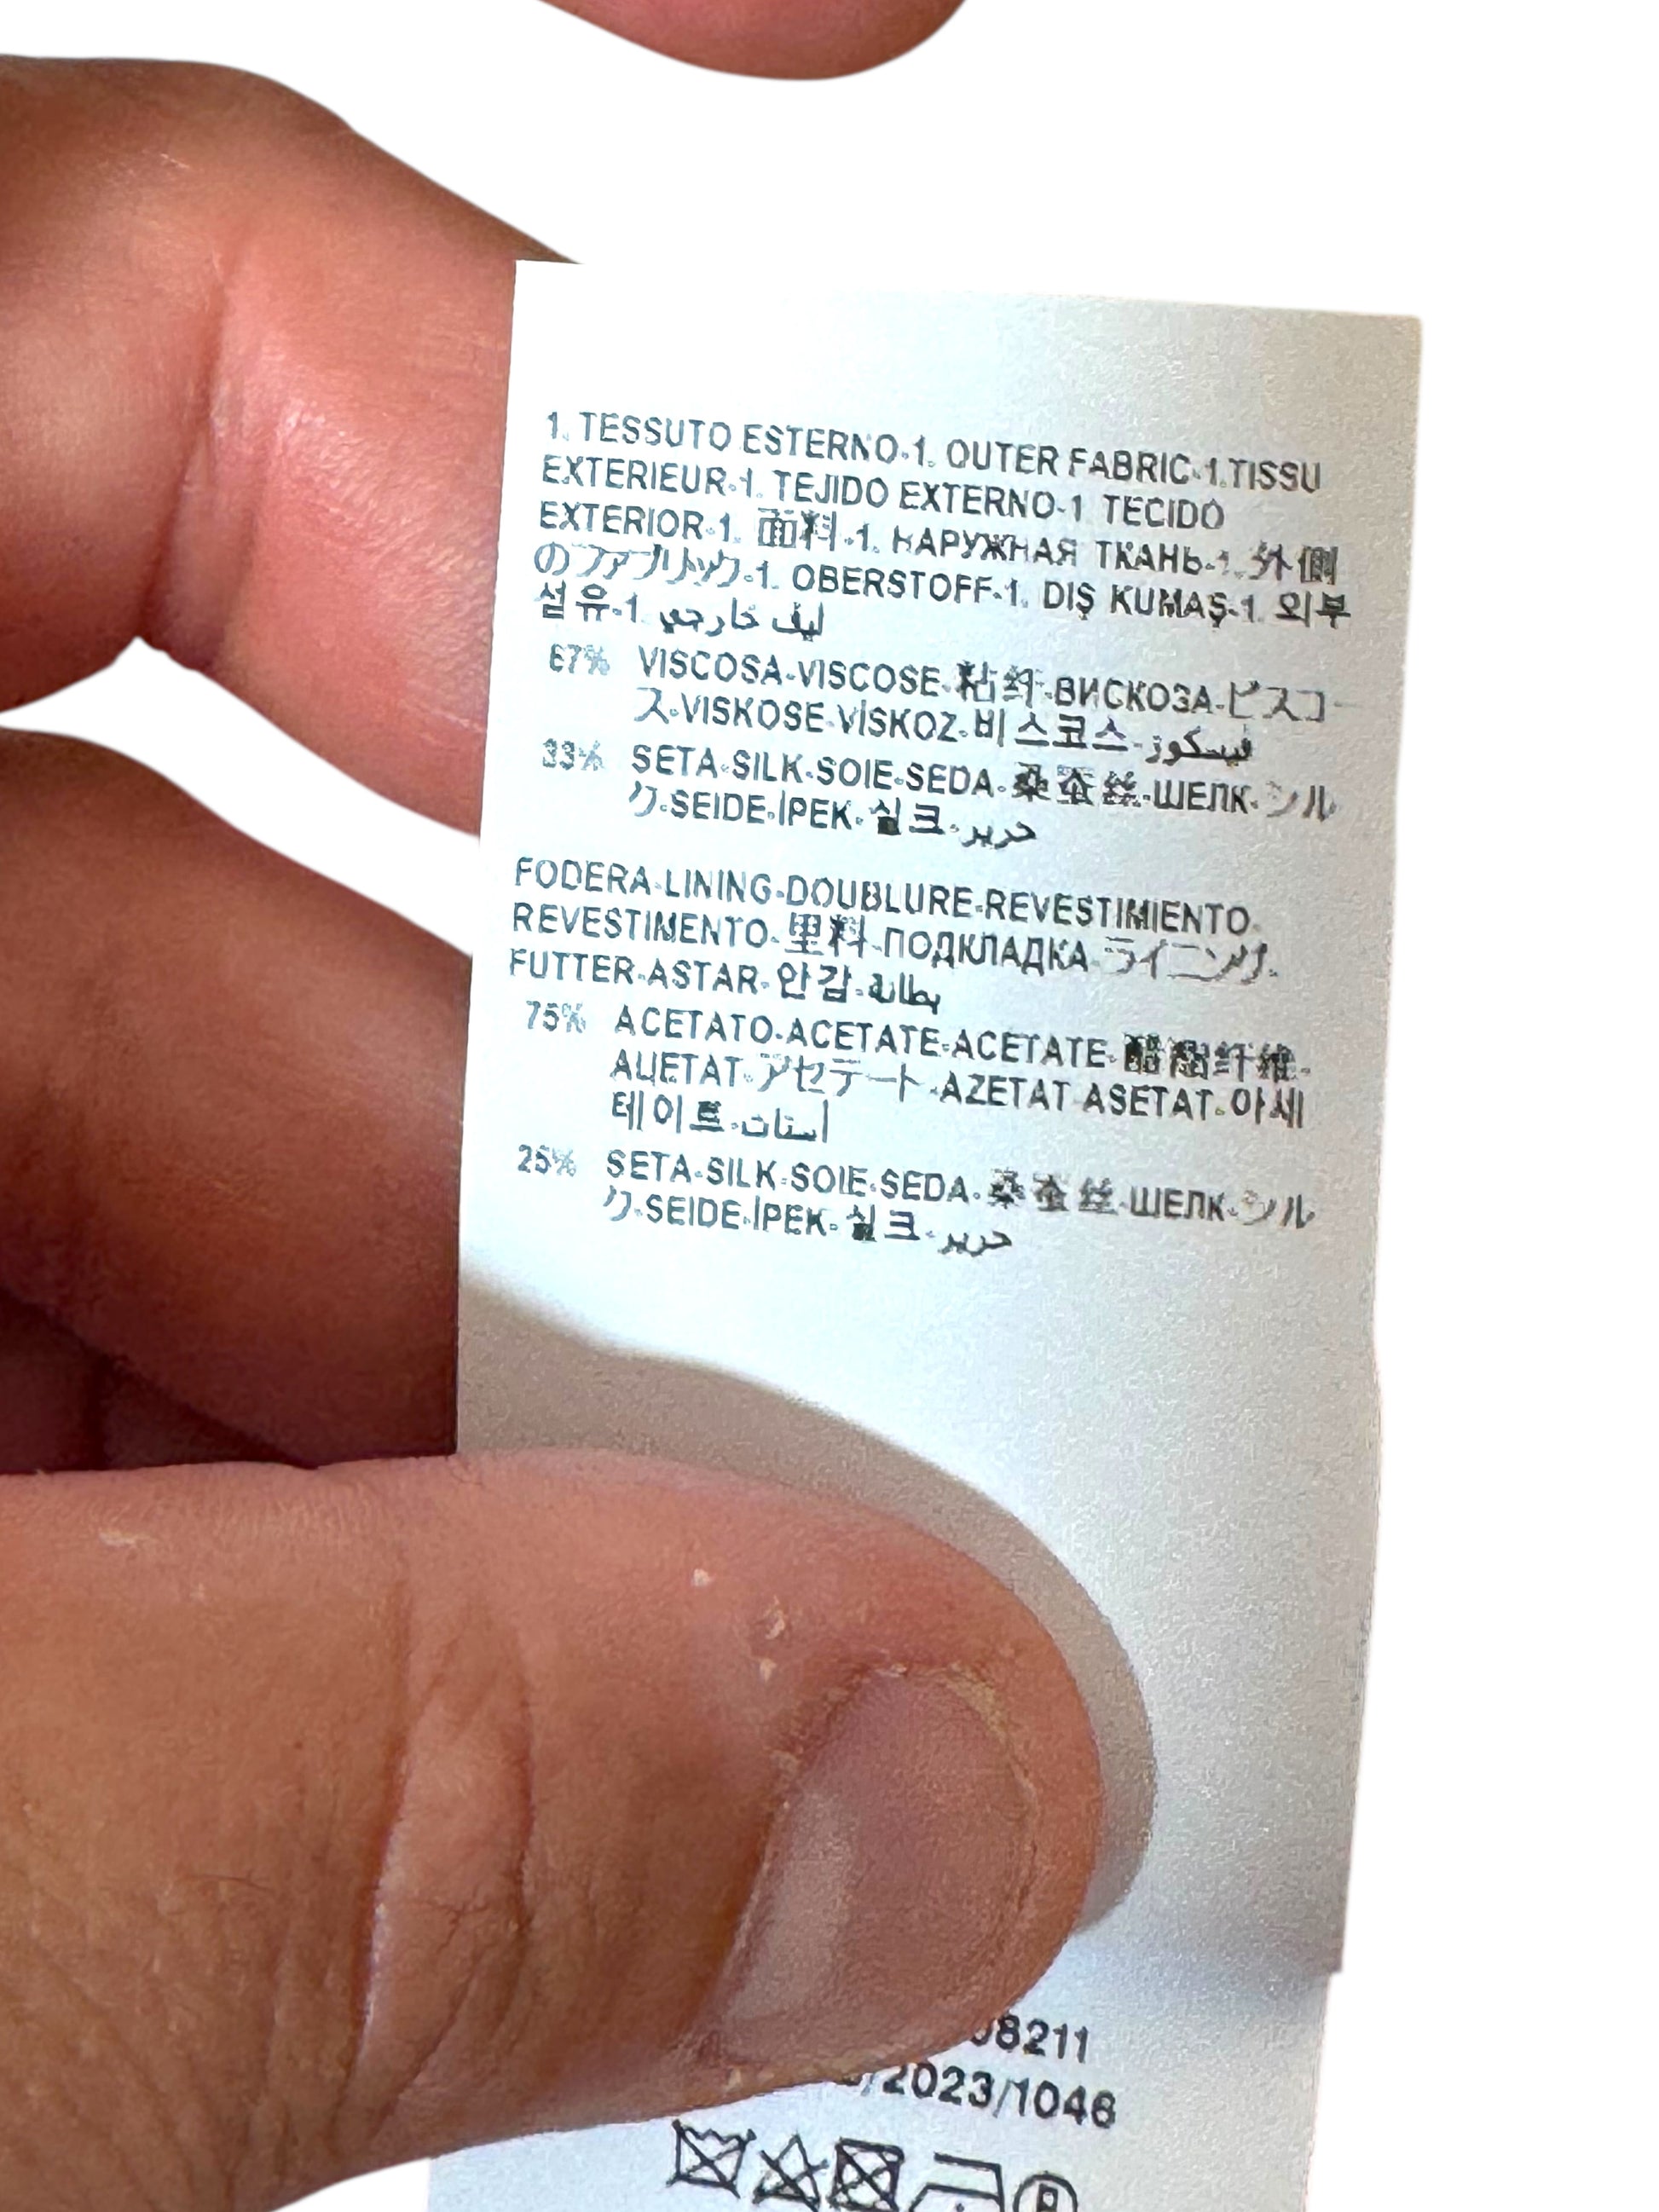 1. TESSUTO ESTERNO-1. OUTER FABRIC-1.TISSU
EXTERIEUR-1. TEJIDO EXTERNO-1 TECIDO
EXTERIOR-1. 面料-1. НАРУЖНАЯ ТКАНЬ-1. 外側
のファブリック-1. OBERSTOFF-1. DIŞ KUMAŞ-1. 외부
섬유-1. ليف خارجي
67% VISCOSA-VISCOSE-粘纤-ВИСКОЗА-ビスコー
ス-VISKOSE-VİSKOZ-비스코스-فيسكوز
33% SETA-SILK-SOIE-SEDA-桑蚕丝-ШЕЛК-シル
ク-SEIDE-İPEK-실크-حرير
FODERA-LINING-DOUBLURE-REVESTIMIENTO-
REVESTIMENTO-里料-ПОДКЛАДКА-ライニング-
FUTTER-ASTAR-안감-بطانة
75% ACETATO-ACETATE-ACETATE-醋酯纤维-
АЦЕТАТ-アセテート-AZETAT-ASETAT-아세
테이트-أستات
25% SETA-SILK-SOIE-SEDA-桑蚕丝-ШЕЛК-シル
ク-SEIDE-İPEK-실크-حرير
8211
/2023/1046
P